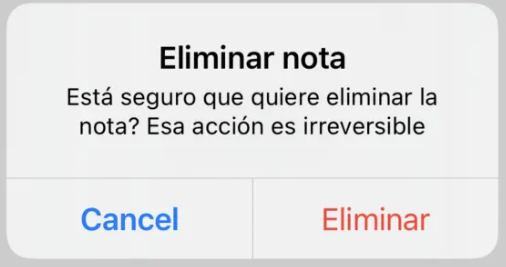 Eliminar nota
Está seguro que quiere eliminar la
nota? Esa acción es irreversible
Cancel
Eliminar